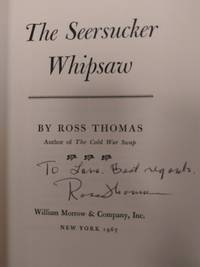 The Seersucker
Whipsaw
BY ROSS THOMAS
Author of The Cold War Swap
To Best regards.
Ross Thomas
William Morrow & Company, Inc.
NEW YORK 1967